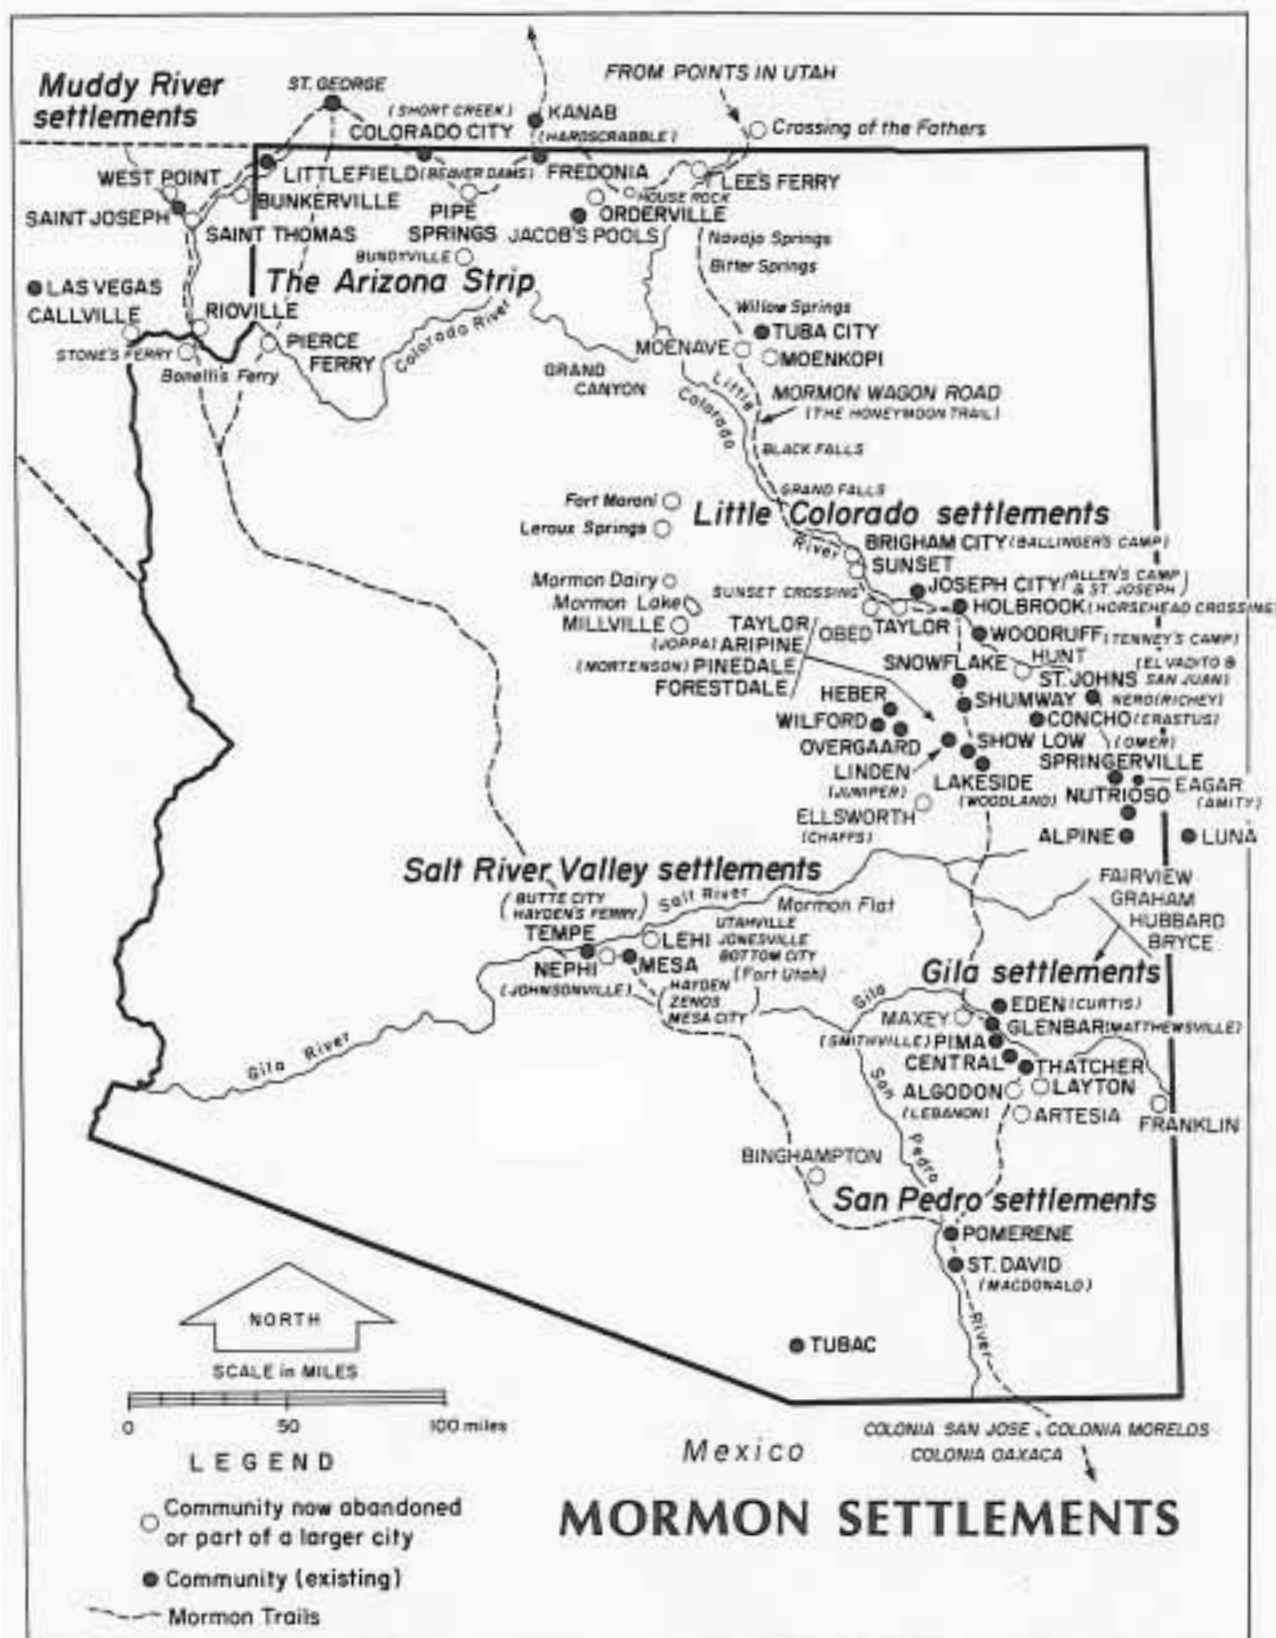 Muddy River
settlements
ST. GEORGE
FROM POINTS IN UTAH
(SHORT CREEK)
COLORADO CITY
KANAB
(HARDSCRABBLE)
Crossing of the Fathers
WEST POINT
LITTLEFIELD (BEAVER DAMS)
FREDONIA
LEES FERRY
BUNKERVILLE
HOUSE ROCK
SAINT JOSEPH
PIPE
SPRINGS
ORDERVILLE
SAINT THOMAS
JACOB'S POOLS
Navajo Springs
BUNDYVILLE
Bitter Springs
The Arizona Strip
LAS VEGAS
CALLVILLE
RIOVILLE
Colorado River
Willow Springs
TUBA CITY
STONE'S FERRY
PIERCE
FERRY
MOENAVE
MOENKOPI
Bonelli's Ferry
GRAND
CANYON
Little
Colorado
River
MORMON WAGON ROAD
(THE HONEYMOON TRAIL)
BLACK FALLS
GRAND FALLS
Fort Moroni
Leroux Springs
Little Colorado settlements
BRIGHAM CITY (BALLINGER'S CAMP)
SUNSET
Mormon Dairy
SUNSET CROSSING
JOSEPH CITY (ALLEN'S CAMP
& ST. JOSEPH)
Mormon Lake
HOLBROOK (HORSEHEAD CROSSING
MILLVILLE
TAYLOR
OBED
TAYLOR
WOODRUFF (TENNEY'S CAMP)
(JOPPA) ARIPINE
(MORTENSON) PINEDALE
FORESTDALE
SNOWFLAKE
HUNT
(EL VADITO &
ST. JOHNS SAN JUAN)
HEBER
SHUMWAY
NERO (RICHEY)
WILFORD
CONCHO (ERASTUS)
OVERGAARD
SHOW LOW
(OMER)
LINDEN
(JUNIPER)
LAKESIDE
(WOODLAND)
SPRINGERVILLE
EAGAR
(AMITY)
NUTRIOSO
ELLSWORTH
(CHAFFS)
ALPINE
LUNA
Salt River Valley settlements
(BUTTE CITY
HAYDEN'S FERRY)
Salt River
Mormon Flat
FAIRVIEW
GRAHAM
HUBBARD
BRYCE
TEMPE
LEHI
UTAHVILLE
JONESVILLE
BOTTOM CITY
(Fort Utah)
NEPHI
(JOHNSONVILLE)
MESA
(HAYDEN
ZENOS
MESA CITY)
Gila settlements
Gila
EDEN (CURTIS)
MAXEY
GLENBAR (MATTHEWSVILLE)
(SMITHVILLE) PIMA
CENTRAL
THATCHER
Gila River
ALGODON
(LEBANON)
LAYTON
ARTESIA
FRANKLIN
San
Pedro
River
BINGHAMPTON
San Pedro settlements
POMERENE
ST. DAVID
(MACDONALD)
NORTH
TUBAC
SCALE in MILES
0 50 100 miles
COLONIA SAN JOSE, COLONIA MORELOS
COLONIA OAXACA
Mexico
LEGEND
Community now abandoned
or part of a larger city
Community (existing)
Mormon Trails
MORMON SETTLEMENTS